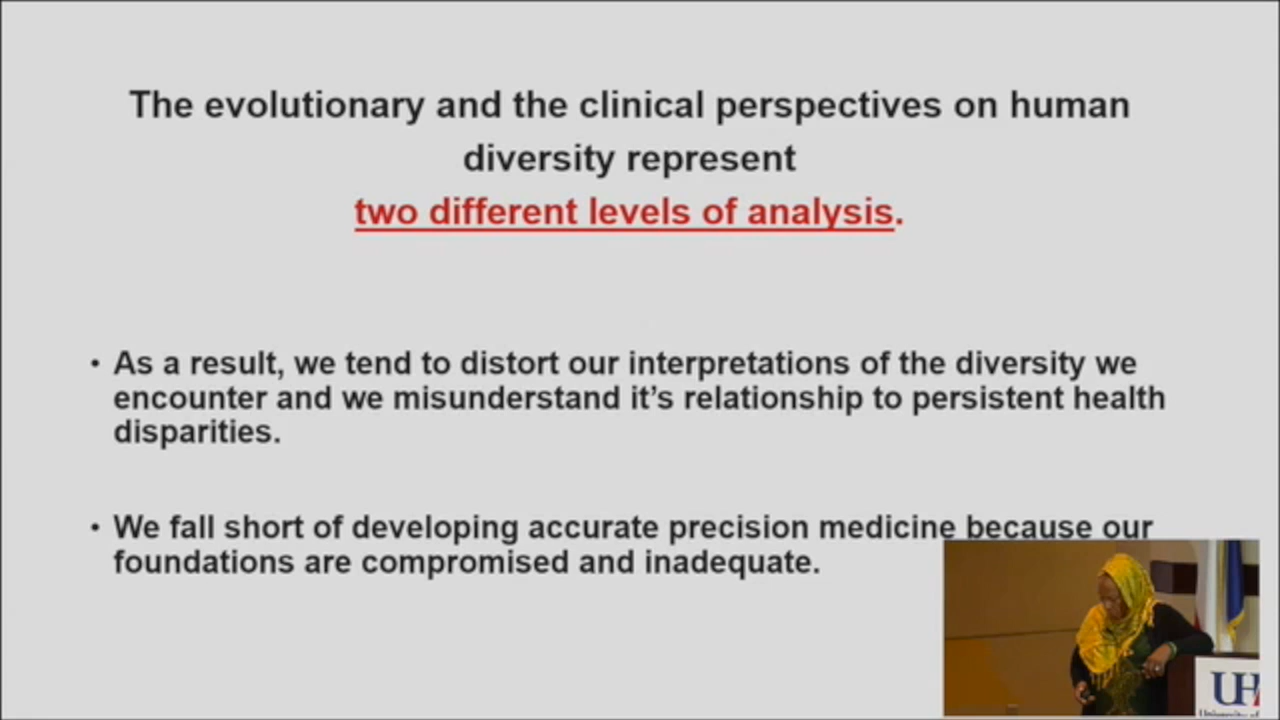 The evolutionary and the clinical perspectives on human
diversity represent
two different levels of analysis.
• As a result, we tend to distort our interpretations of the diversity we
encounter and we misunderstand it’s relationship to persistent health
disparities.
• We fall short of developing accurate precision medicine because our
foundations are compromised and inadequate.
UH
University of